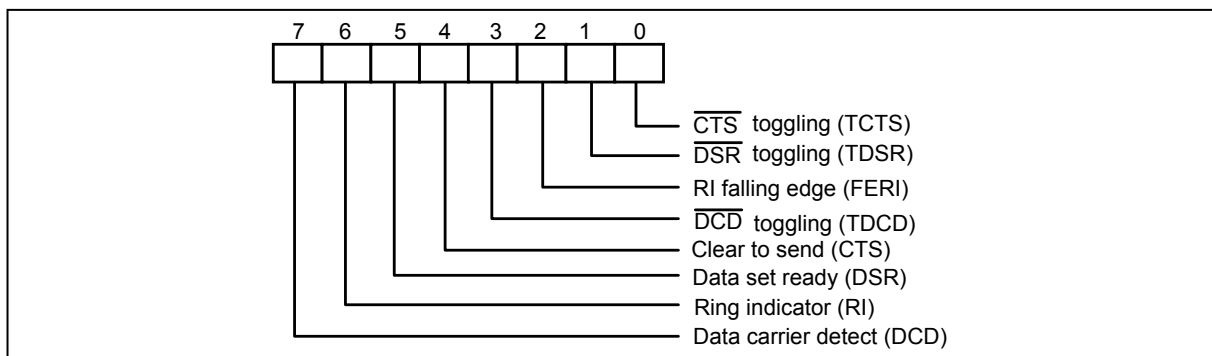 7 6 5 4 3 2 1 0
CTS toggling (TCTS)
DSR toggling (TDSR)
RI falling edge (FERI)
DCD toggling (TDCD)
Clear to send (CTS)
Data set ready (DSR)
Ring indicator (RI)
Data carrier detect (DCD)